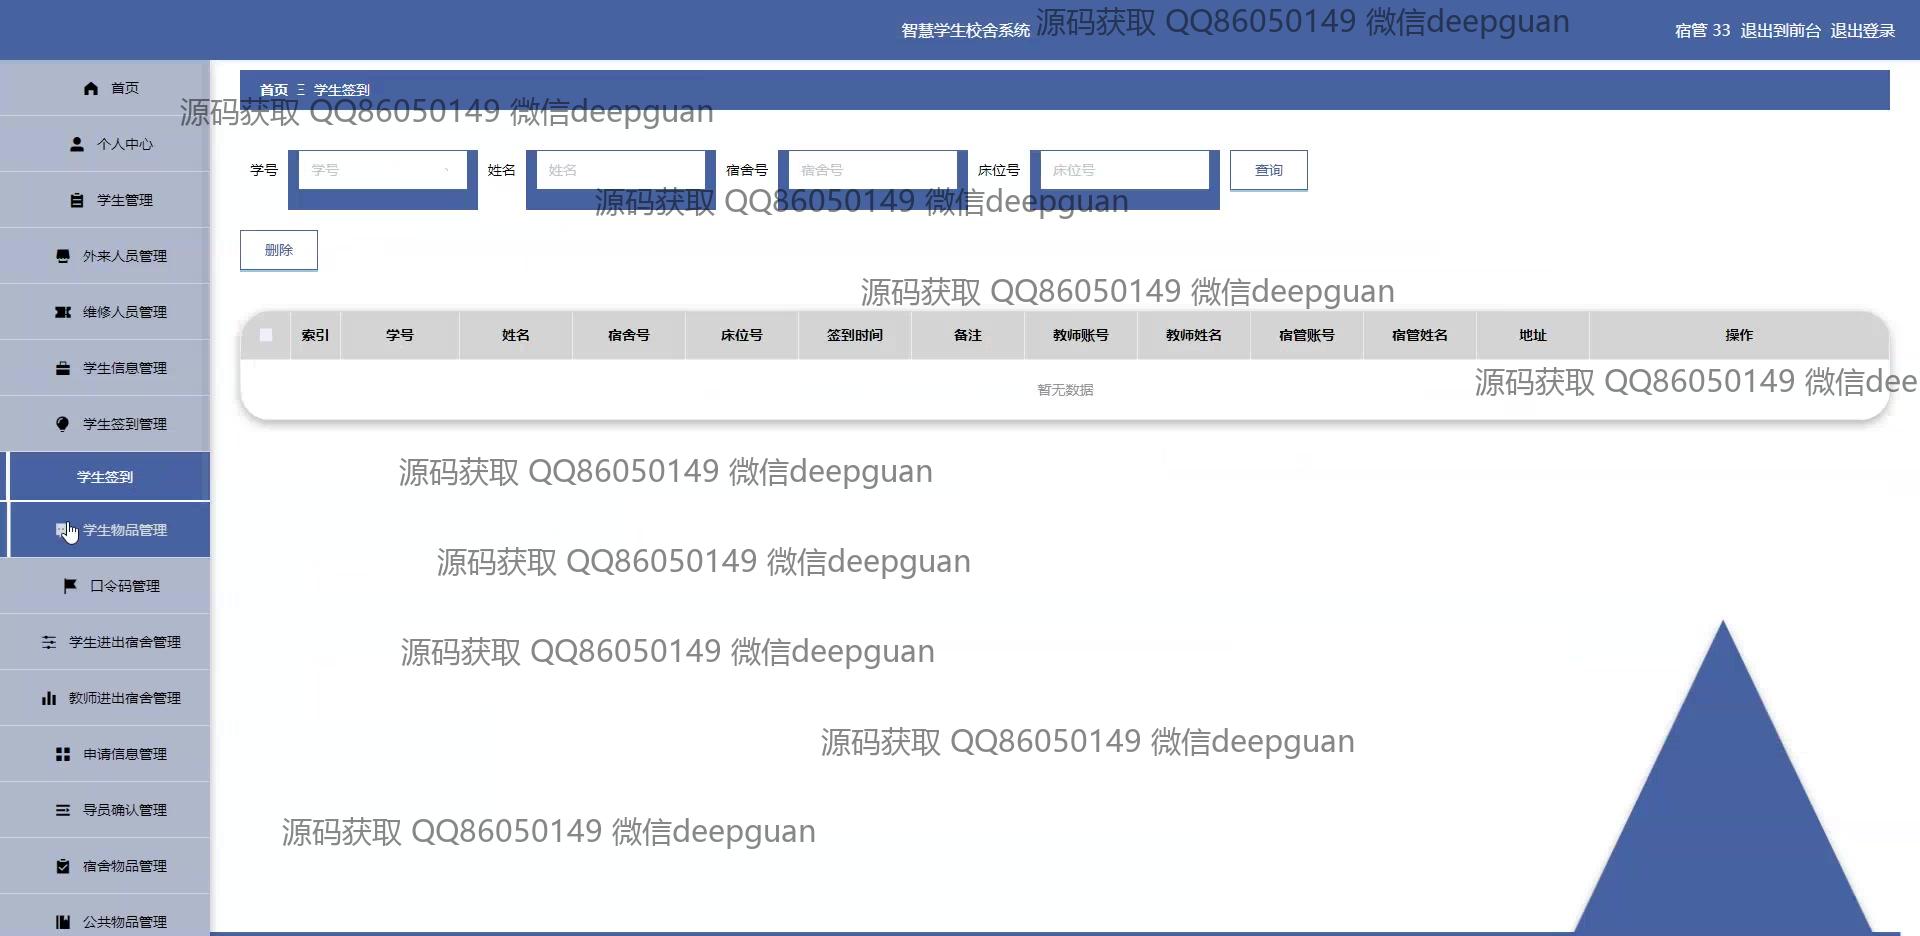 智慧学生校舍系统 源码获取 QQ86050149 微信deepguan 宿管 33 退出到前台 退出登录
首页 Ξ 学生签到
源码获取 QQ86050149 微信deepguan
学号 学号 姓名 姓名 宿舍号 宿舍号 床位号 床位号 查询
源码获取 QQ86050149 微信deepguan
删除
源码获取 QQ86050149 微信deepguan
索引 学号 姓名 宿舍号 床位号 签到时间 备注 教师账号 教师姓名 宿管账号 宿管姓名 地址 操作
暂无数据
源码获取 QQ86050149 微信dee
源码获取 QQ86050149 微信deepguan
源码获取 QQ86050149 微信deepguan
源码获取 QQ86050149 微信deepguan
源码获取 QQ86050149 微信deepguan
源码获取 QQ86050149 微信deepguan
首页
个人中心
学生管理
外来人员管理
维修人员管理
学生信息管理
学生签到管理
学生签到
学生物品管理
口令码管理
学生进出宿舍管理
教师进出宿舍管理
申请信息管理
导员确认管理
宿舍物品管理
公共物品管理